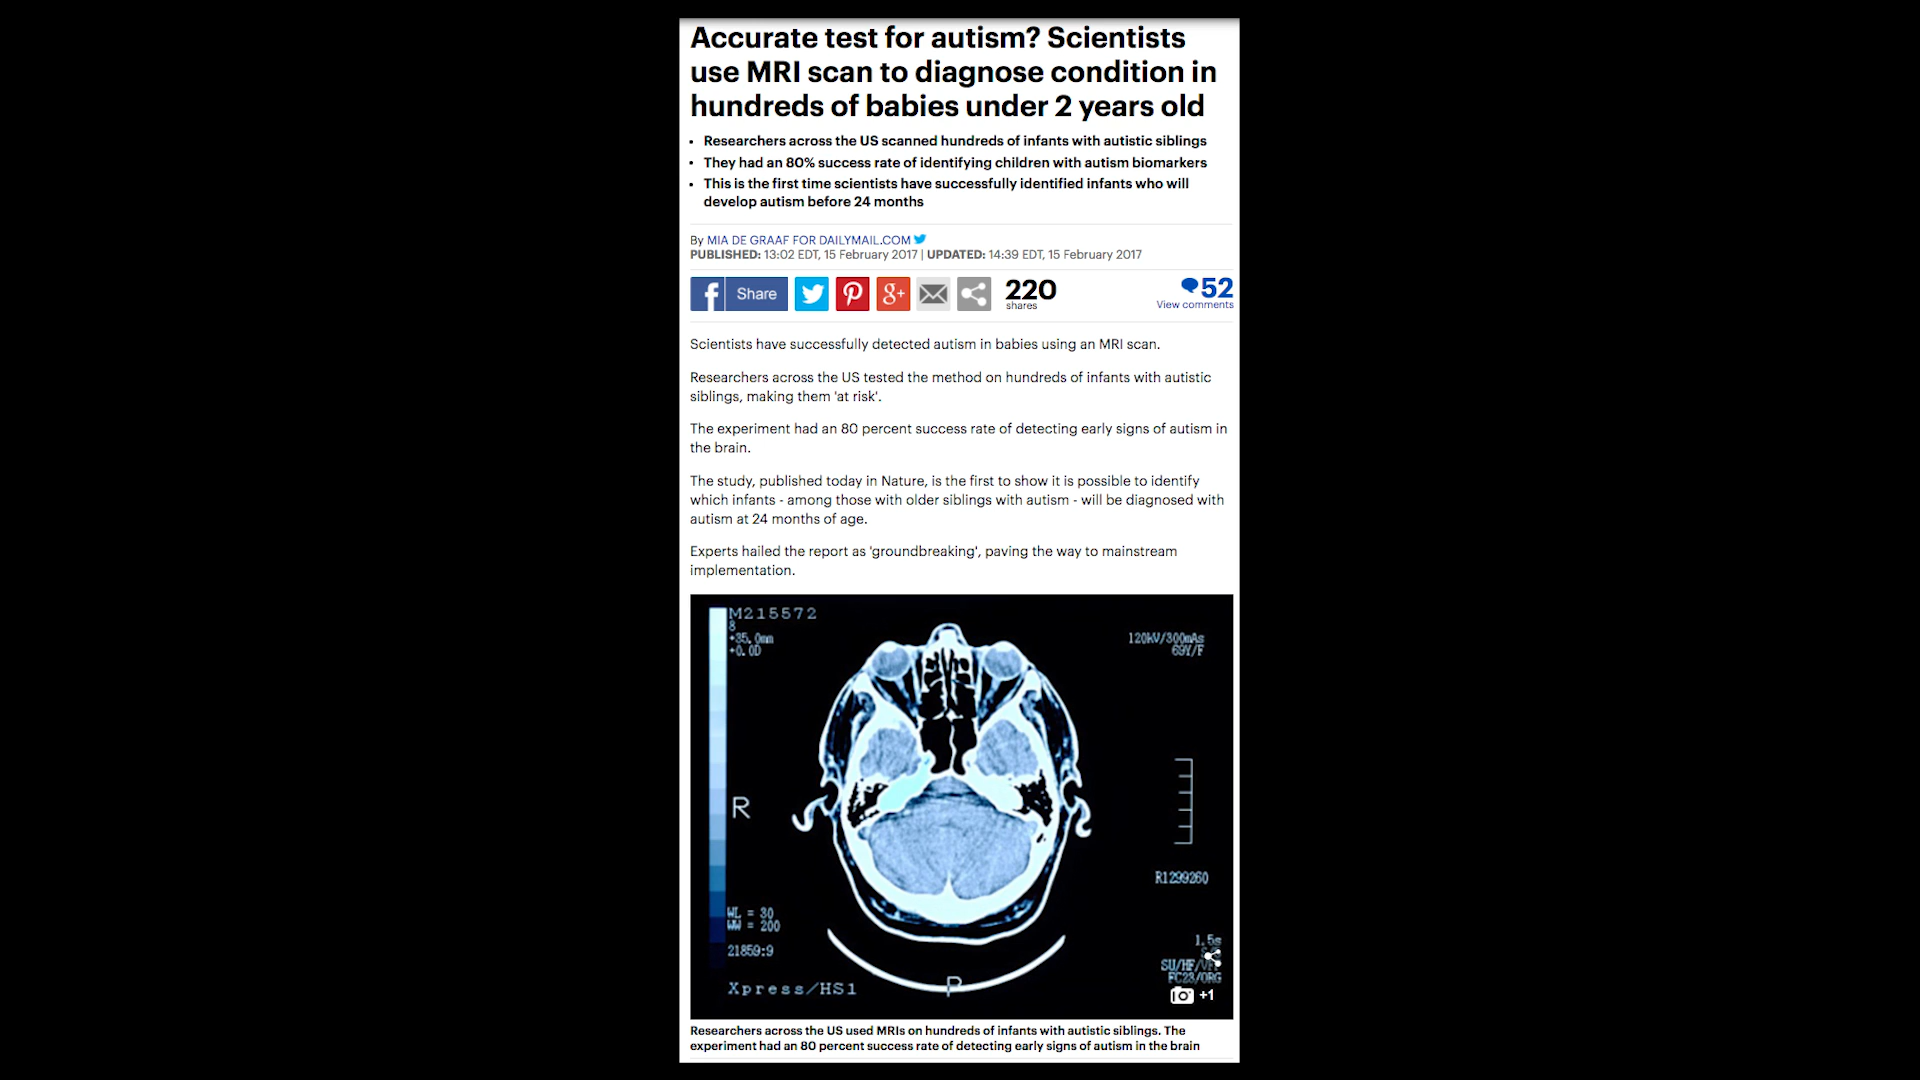 Accurate test for autism? Scientists
use MRI scan to diagnose condition in
hundreds of babies under 2 years old
• Researchers across the US scanned hundreds of infants with autistic siblings
• They had an 80% success rate of identifying children with autism biomarkers
• This is the first time scientists have successfully identified infants who will
develop autism before 24 months
By MIA DE GRAAF FOR DAILYMAIL.COM
PUBLISHED: 13:02 EDT, 15 February 2017 | UPDATED: 14:39 EDT, 15 February 2017
f Share
g+
220
shares
52
View comments
Scientists have successfully detected autism in babies using an MRI scan.
Researchers across the US tested the method on hundreds of infants with autistic
siblings, making them 'at risk'.
The experiment had an 80 percent success rate of detecting early signs of autism in
the brain.
The study, published today in Nature, is the first to show it is possible to identify
which infants - among those with older siblings with autism - will be diagnosed with
autism at 24 months of age.
Experts hailed the report as 'groundbreaking', paving the way to mainstream
implementation.
M215572
8
+35.0mm
+0.0D
120kV/300mAs
69Y/F
R
R1299260
WL = 30
WW = 200
21859:9
1.5s
FC23/ORG
Xpress/HS1
P
+1
Researchers across the US used MRIs on hundreds of infants with autistic siblings. The
experiment had an 80 percent success rate of detecting early signs of autism in the brain